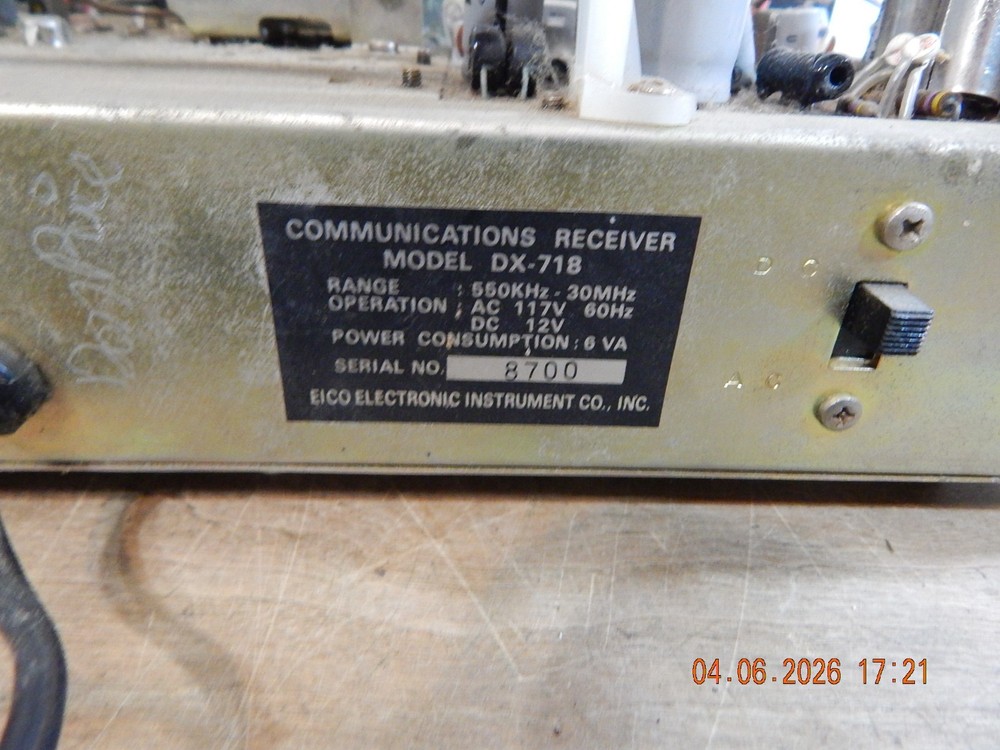 COMMUNICATIONS RECEIVER
MODEL DX-718
RANGE : 550KHz - 30MHz
OPERATION : AC 117V 60Hz
DC 12V
POWER CONSUMPTION : 6 VA
SERIAL NO. 8700
EICO ELECTRONIC INSTRUMENT CO., INC.
D C
A C
04.06.2026 17:21